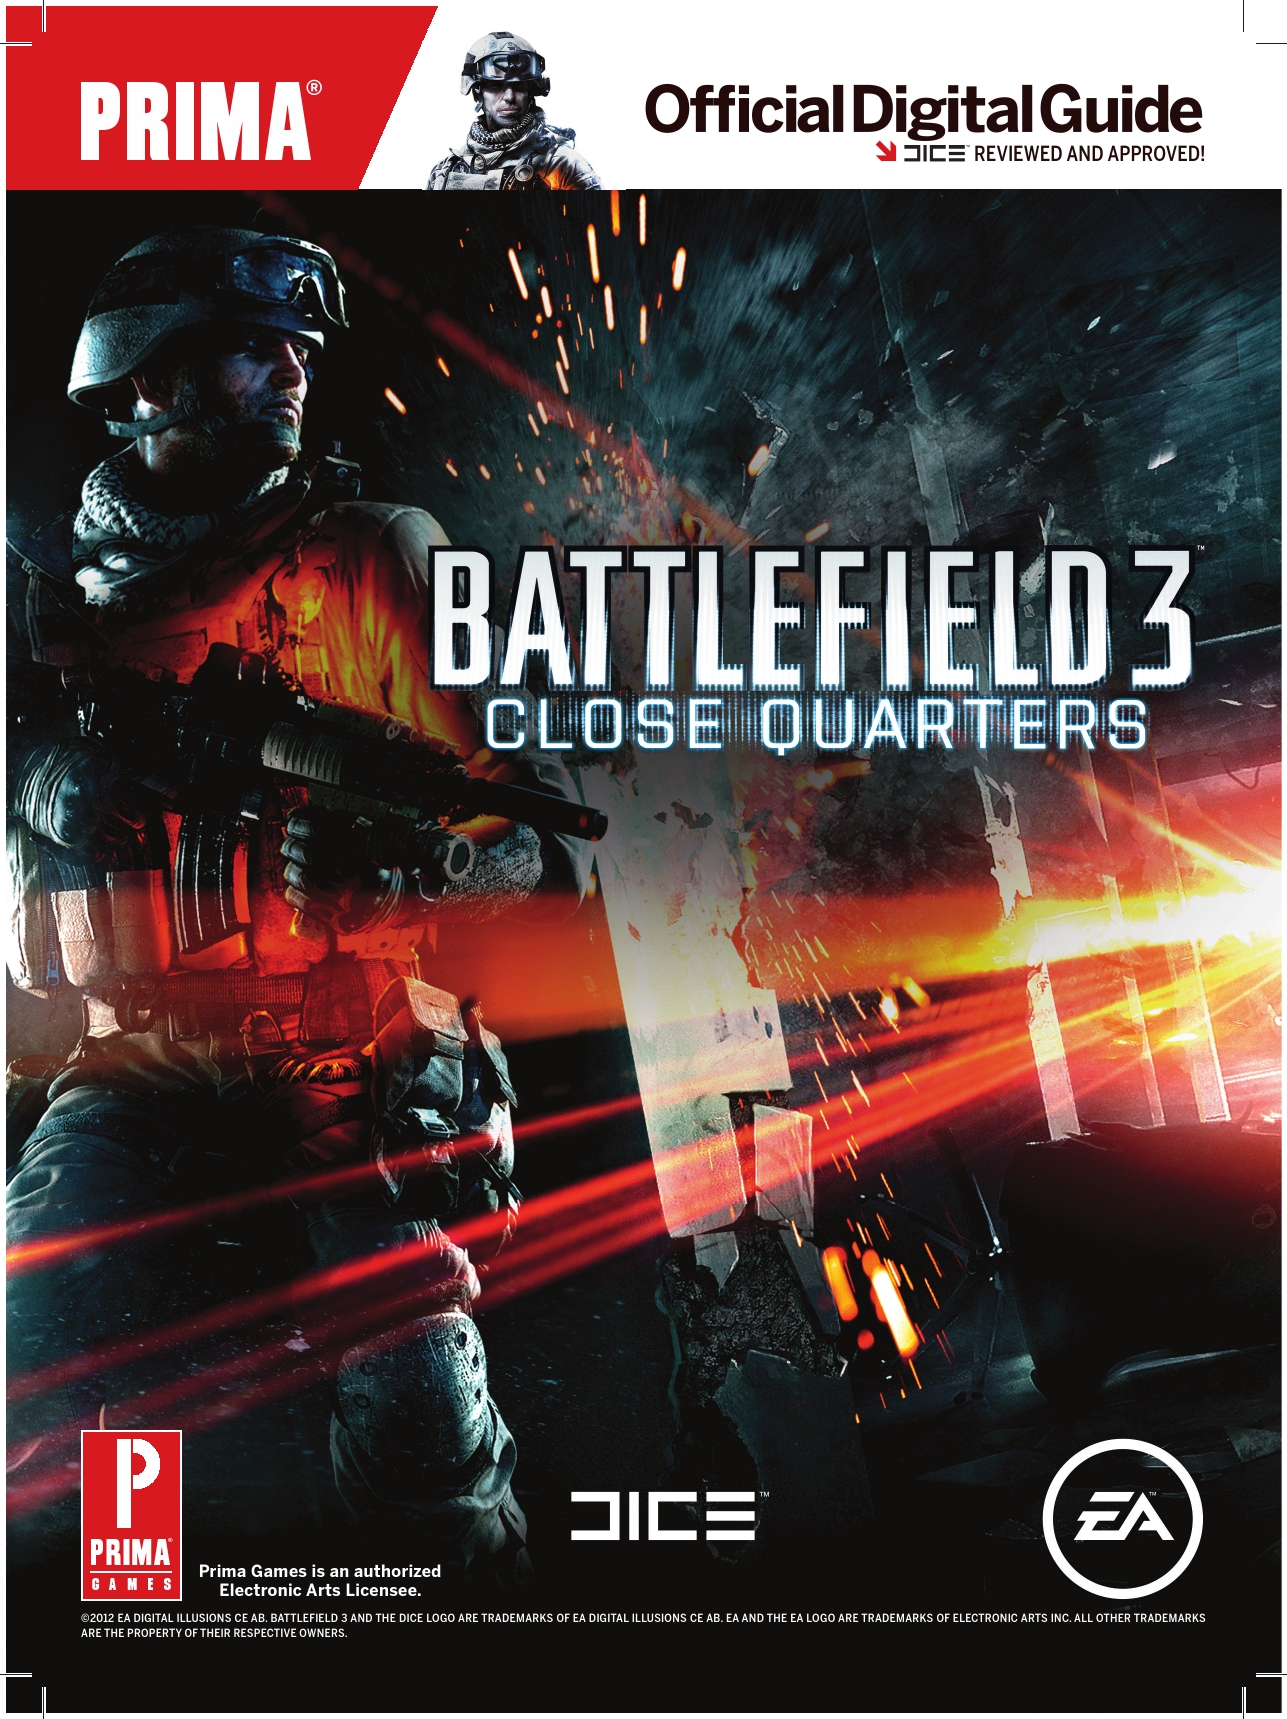 PRIMA®
Official Digital Guide
DICE™ REVIEWED AND APPROVED!
BATTLEFIELD 3™
CLOSE QUARTERS
P
PRIMA®
GAMES
Prima Games is an authorized
Electronic Arts Licensee.
DICE™
EA™
©2012 EA DIGITAL ILLUSIONS CE AB. BATTLEFIELD 3 AND THE DICE LOGO ARE TRADEMARKS OF EA DIGITAL ILLUSIONS CE AB. EA AND THE EA LOGO ARE TRADEMARKS OF ELECTRONIC ARTS INC. ALL OTHER TRADEMARKS
ARE THE PROPERTY OF THEIR RESPECTIVE OWNERS.